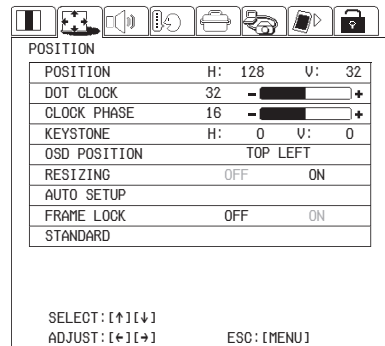 POSITION
POSITION H: 128 V: 32
DOT CLOCK 32 - +
CLOCK PHASE 16 - +
KEYSTONE H: 0 V: 0
OSD POSITION TOP LEFT
RESIZING OFF ON
AUTO SETUP
FRAME LOCK OFF ON
STANDARD
SELECT:[↑][↓]
ADJUST:[←][→] ESC:[MENU]